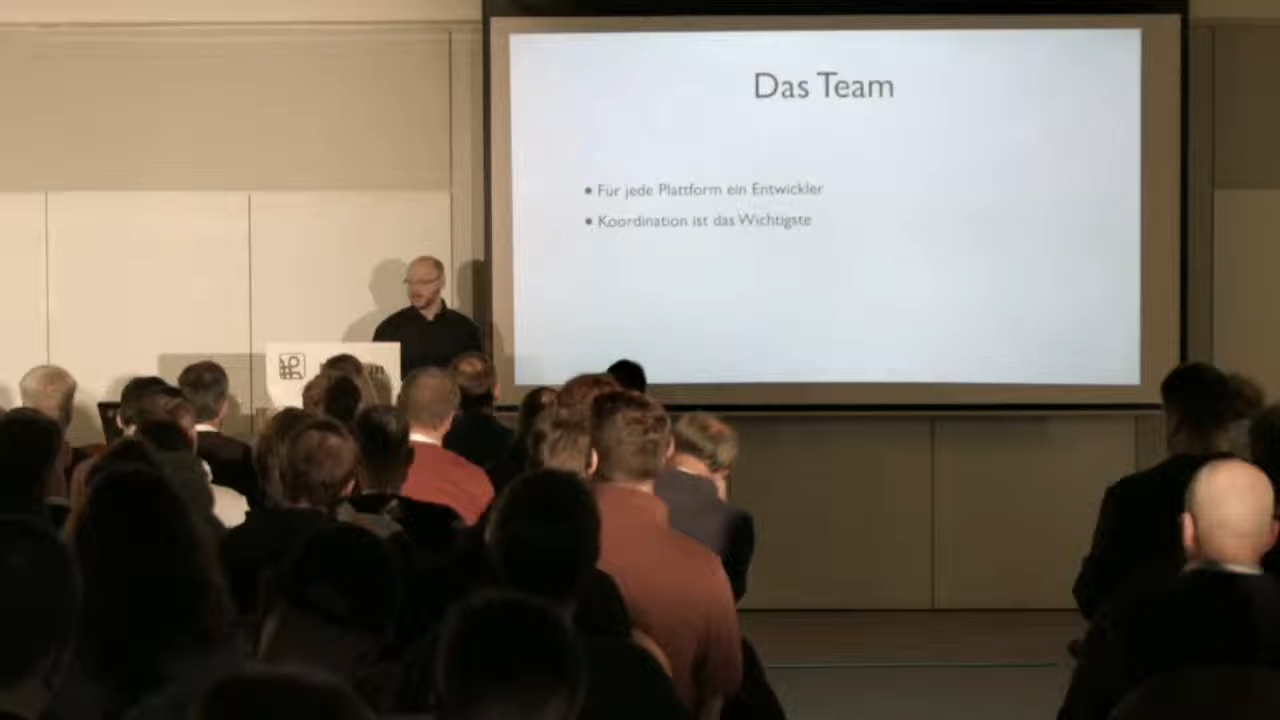 Das Team
• Für jede Plattform ein Entwickler
• Koordination ist das Wichtigste